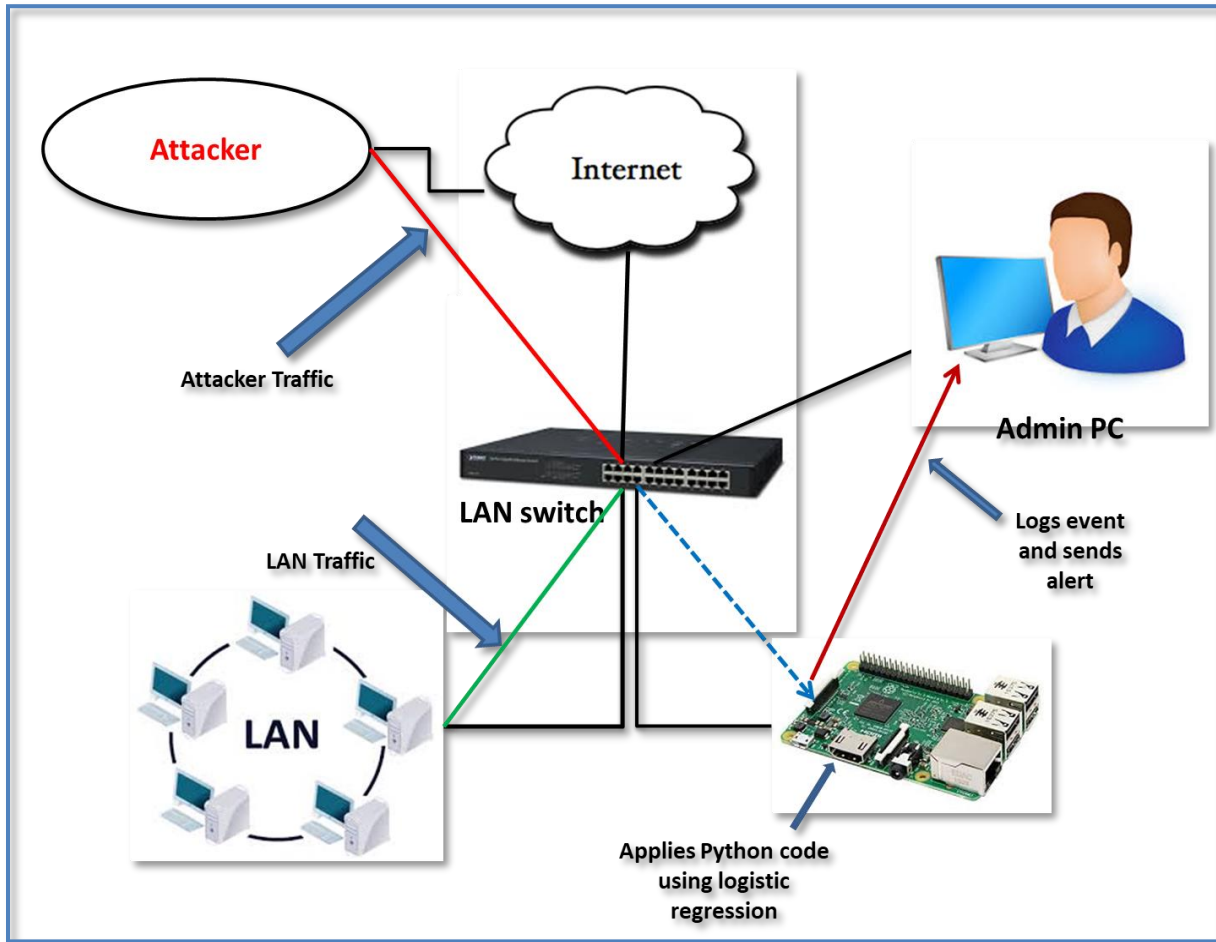 Attacker
Internet
Attacker Traffic
Admin PC
LAN switch
LAN Traffic
Logs event
and sends
alert
LAN
Applies Python code
using logistic
regression